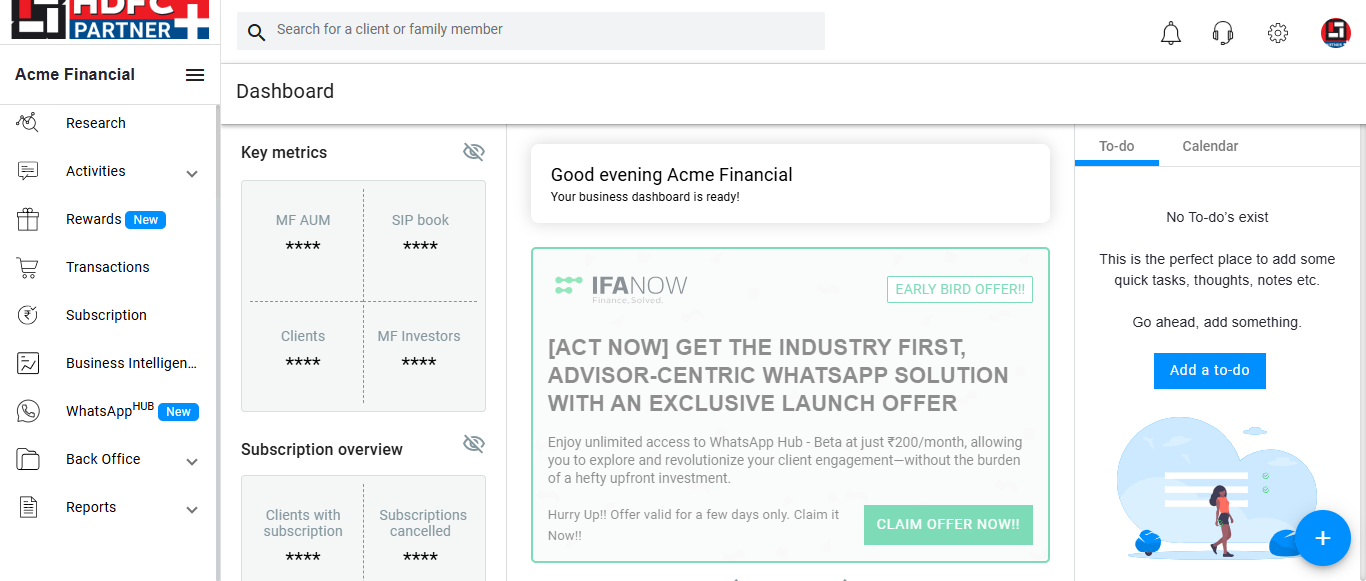 HDFC
PARTNER
Search for a client or family member
Acme Financial
Dashboard
Research
Activities
Rewards New
Transactions
Subscription
Business Intelligen...
WhatsAppHUB New
Back Office
Reports
Key metrics
MF AUM
****
SIP book
****
Clients
****
MF Investors
****
Subscription overview
Clients with
subscription
****
Subscriptions
cancelled
****
Good evening Acme Financial
Your business dashboard is ready!
IFANOW
Finance, Solved.
EARLY BIRD OFFER!!
[ACT NOW] GET THE INDUSTRY FIRST,
ADVISOR-CENTRIC WHATSAPP SOLUTION
WITH AN EXCLUSIVE LAUNCH OFFER
Enjoy unlimited access to WhatsApp Hub - Beta at just ₹200/month, allowing
you to explore and revolutionize your client engagement—without the burden
of a hefty upfront investment.
Hurry Up!! Offer valid for a few days only. Claim it
Now!!
CLAIM OFFER NOW!!
To-do
Calendar
No To-do's exist
This is the perfect place to add some
quick tasks, thoughts, notes etc.
Go ahead, add something.
Add a to-do